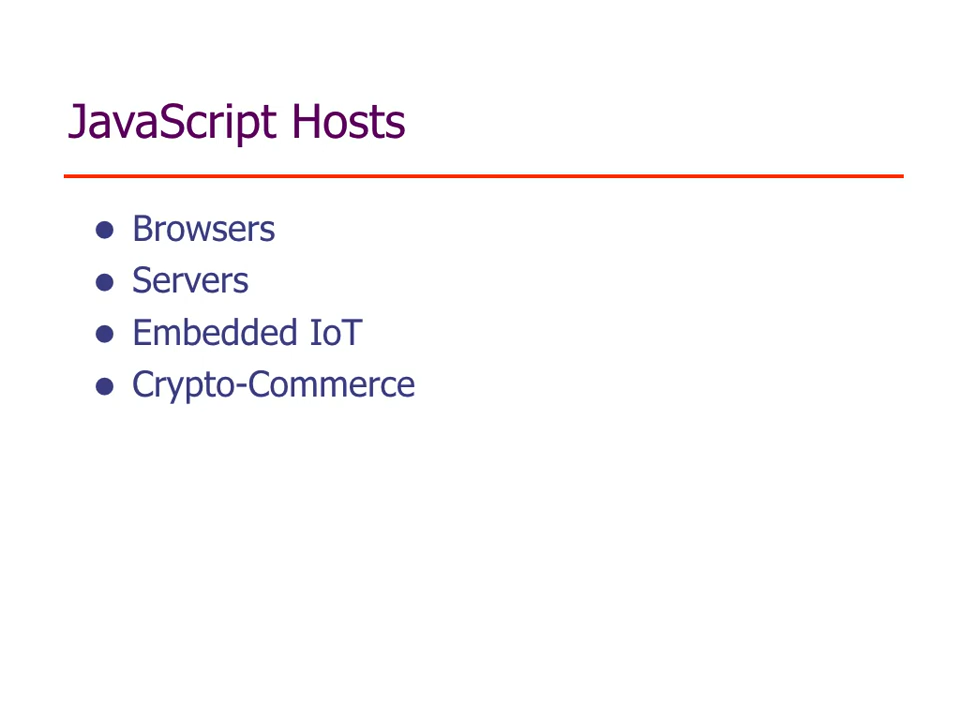 JavaScript Hosts
● Browsers
● Servers
● Embedded IoT
● Crypto-Commerce